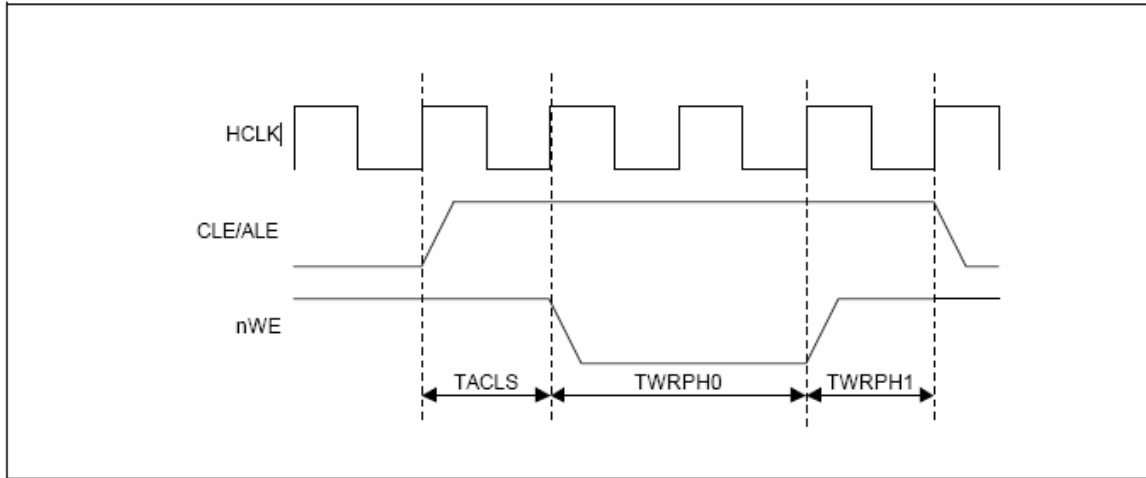 HCLK
CLE/ALE
nWE
TACLS
TWRPH0
TWRPH1